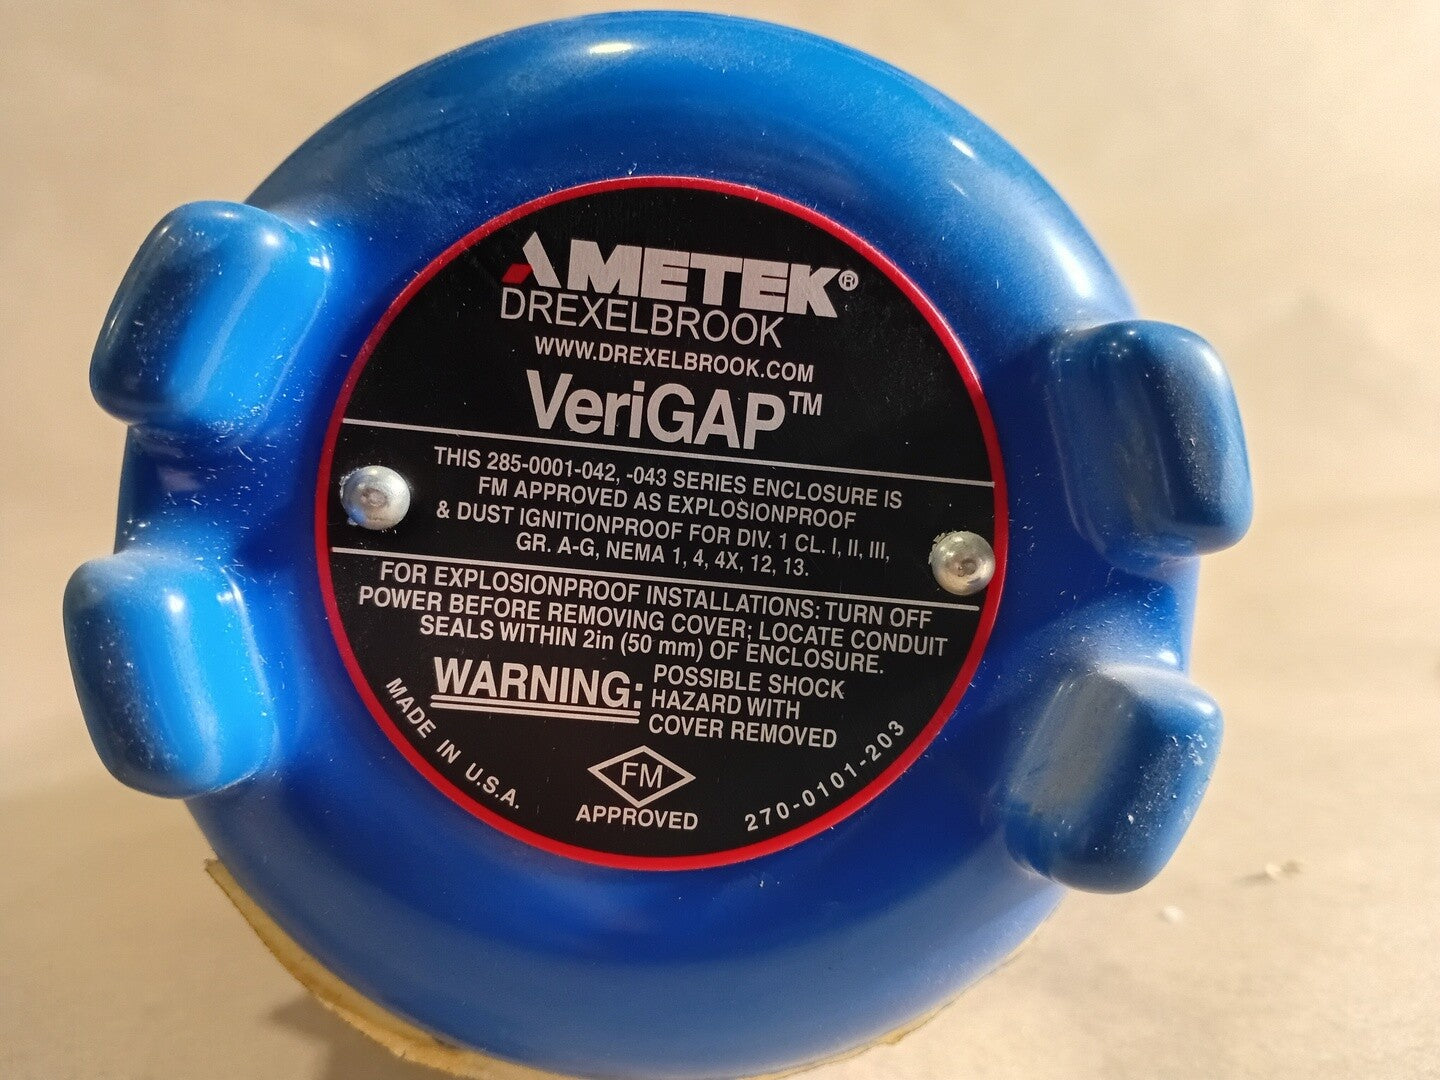 AMETEK®
DREXELBROOK
WWW.DREXELBROOK.COM
VeriGAP™
THIS 285-0001-042, -043 SERIES ENCLOSURE IS
FM APPROVED AS EXPLOSIONPROOF
& DUST IGNITIONPROOF FOR DIV. 1 CL. I, II, III,
GR. A-G, NEMA 1, 4, 4X, 12, 13.
FOR EXPLOSIONPROOF INSTALLATIONS: TURN OFF
POWER BEFORE REMOVING COVER; LOCATE CONDUIT
SEALS WITHIN 2in (50 mm) OF ENCLOSURE.
WARNING: POSSIBLE SHOCK
HAZARD WITH
COVER REMOVED
MADE IN U.S.A.
FM
APPROVED
270-0101-203